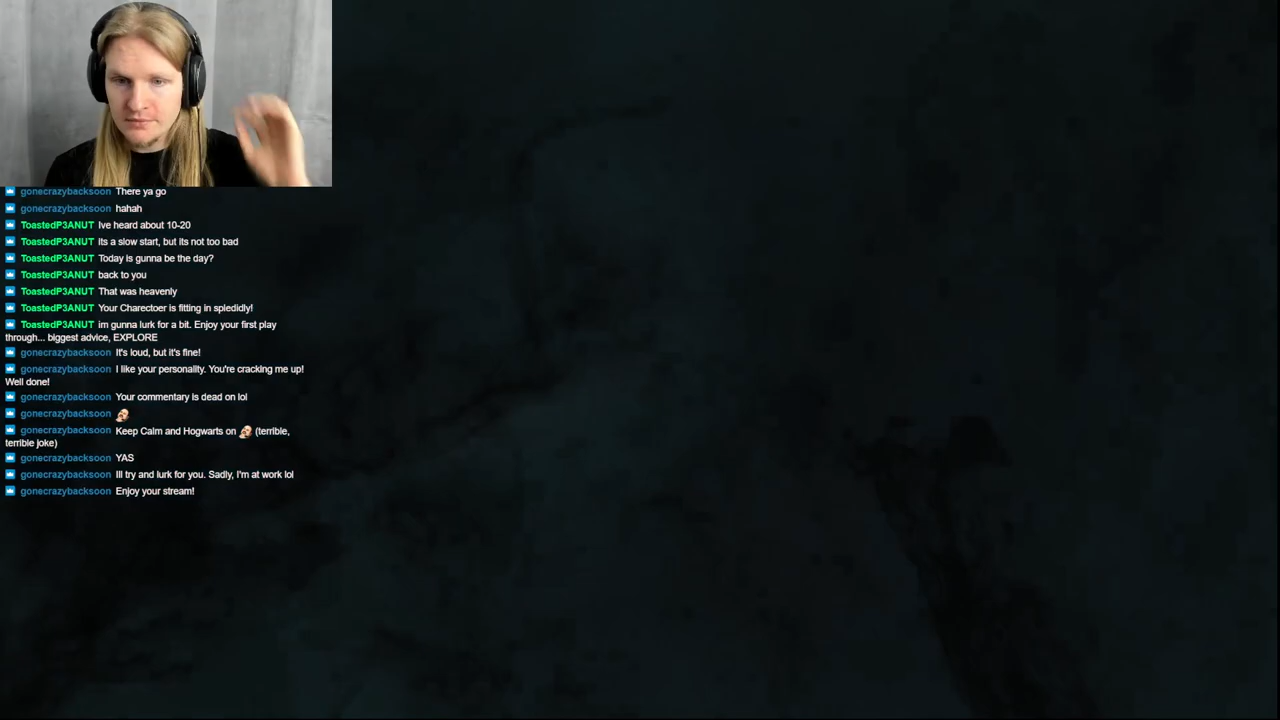 gonecrazybacksoon There ya go
gonecrazybacksoon hahah
ToastedP3ANUT Ive heard about 10-20
ToastedP3ANUT Its a slow start, but its not too bad
ToastedP3ANUT Today is gunna be the day?
ToastedP3ANUT back to you
ToastedP3ANUT That was heavenly
ToastedP3ANUT Your Charectoer is fitting in spledidly!
ToastedP3ANUT im gunna lurk for a bit. Enjoy your first play
through... biggest advice, EXPLORE
gonecrazybacksoon It's loud, but it's fine!
gonecrazybacksoon I like your personality. You're cracking me up!
Well done!
gonecrazybacksoon Your commentary is dead on lol
gonecrazybacksoon
gonecrazybacksoon Keep Calm and Hogwarts on (terrible,
terrible joke)
gonecrazybacksoon YAS
gonecrazybacksoon Ill try and lurk for you. Sadly, I'm at work lol
gonecrazybacksoon Enjoy your stream!